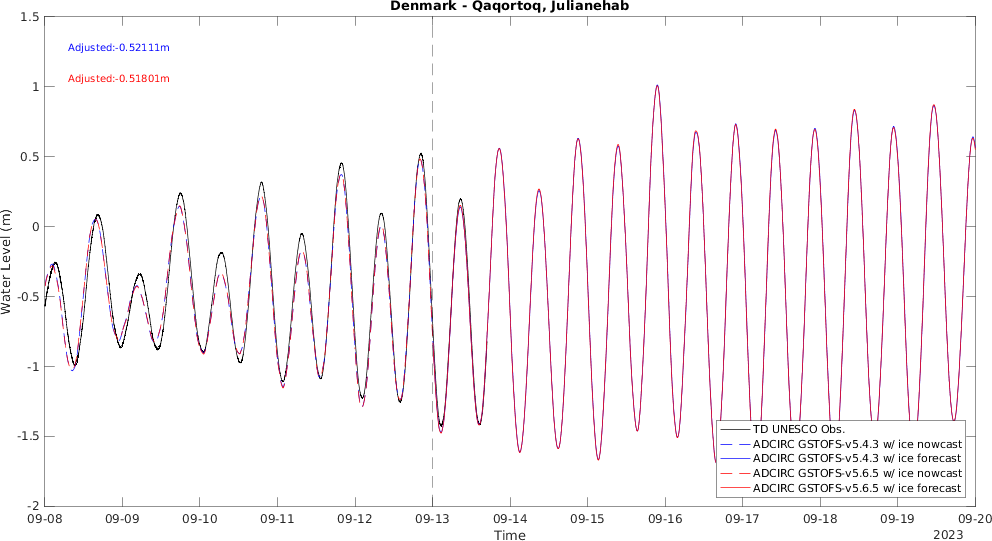 Denmark - Qaqortoq, Julianehab
1.5
1
0.5
0
-0.5
-1
-1.5
-2
Water Level (m)
Adjusted:-0.52111m
Adjusted:-0.51801m
TD UNESCO Obs.
ADCIRC GSTOFS-v5.4.3 w/ ice nowcast
ADCIRC GSTOFS-v5.4.3 w/ ice forecast
ADCIRC GSTOFS-v5.6.5 w/ ice nowcast
ADCIRC GSTOFS-v5.6.5 w/ ice forecast
09-08 09-09 09-10 09-11 09-12 09-13 09-14 09-15 09-16 09-17 09-18 09-19 09-20
Time
2023